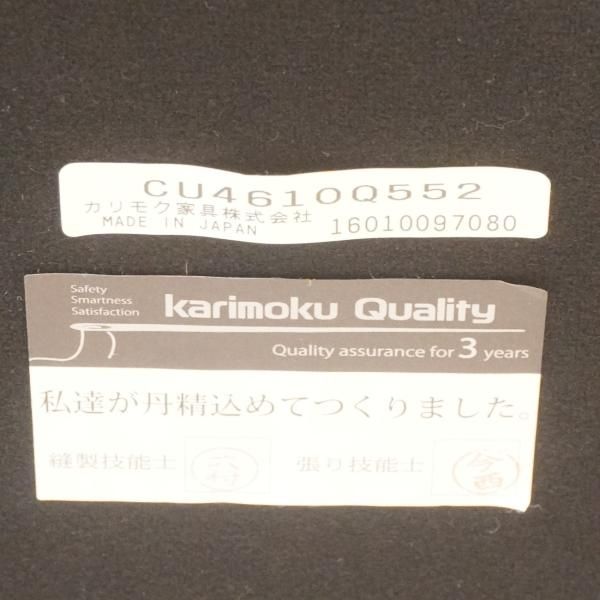 CU4610Q552
カリモク家具株式会社
MADE IN JAPAN 16010097080
Safety
Smartness
Satisfaction
karimoku Quality
Quality assurance for 3 years
私達が丹精込めてつくりました。
縫製技能士 六村 張り技能士 今西